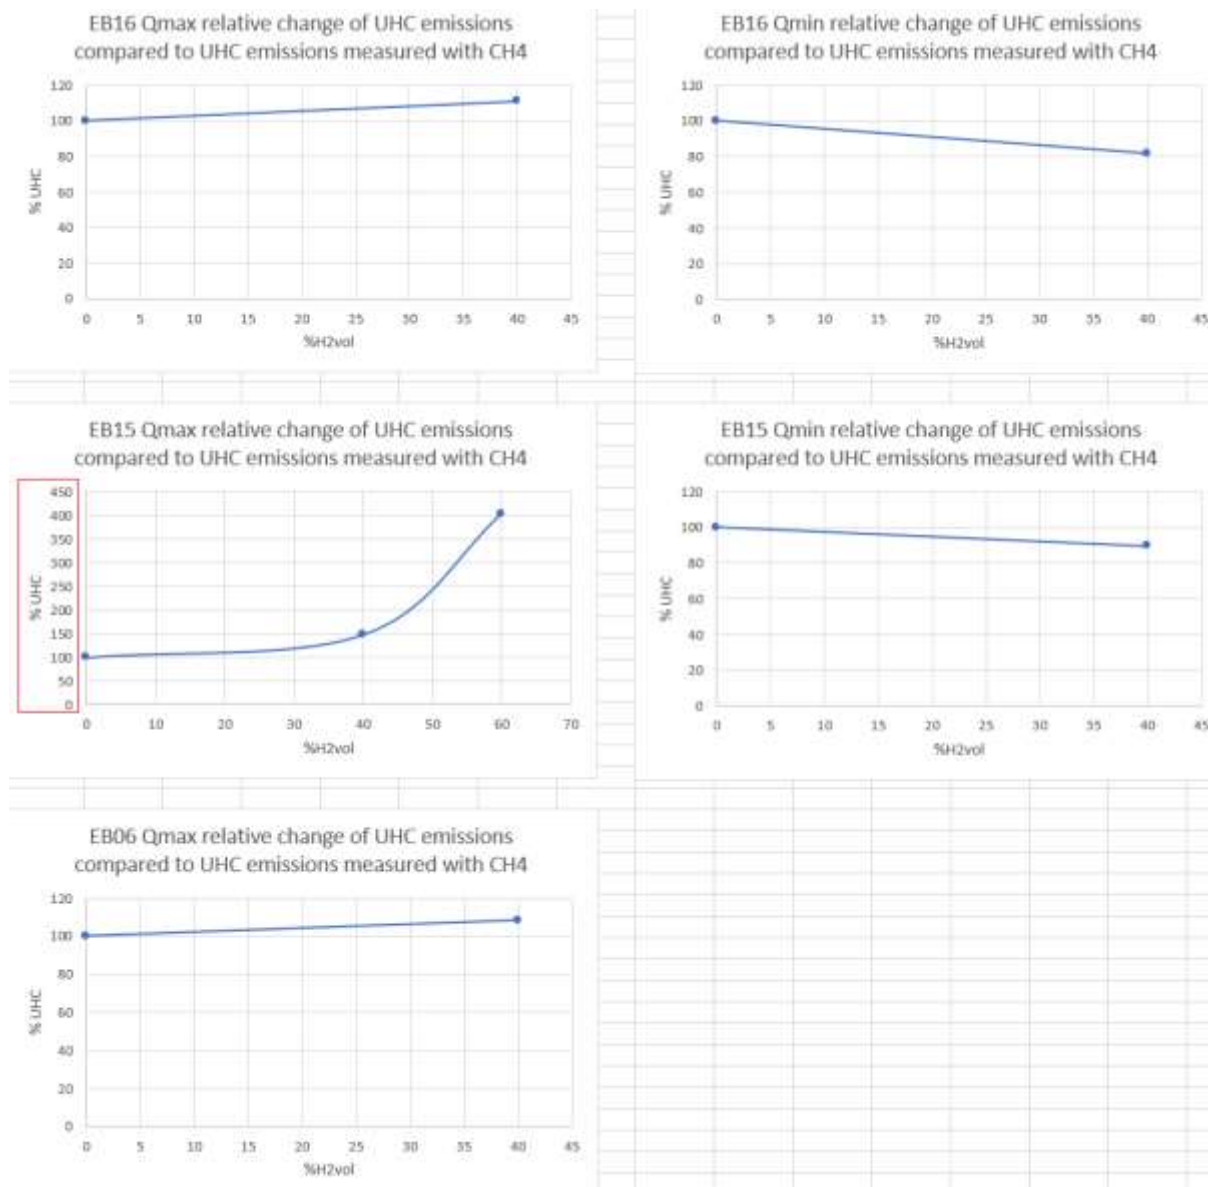 EB16 Qmax relative change of UHC emissions
compared to UHC emissions measured with CH4
120
100
80
60
40
20
0
% UHC
0 5 10 15 20 25 30 35 40 45
%H2vol
EB16 Qmin relative change of UHC emissions
compared to UHC emissions measured with CH4
120
100
80
60
40
20
0
% UHC
0 5 10 15 20 25 30 35 40 45
%H2vol
EB15 Qmax relative change of UHC emissions
compared to UHC emissions measured with CH4
450
400
350
300
250
200
150
100
50
0
% UHC
0 10 20 30 40 50 60 70
%H2vol
EB15 Qmin relative change of UHC emissions
compared to UHC emissions measured with CH4
120
100
80
60
40
20
0
% UHC
0 5 10 15 20 25 30 35 40 45
%H2vol
EB06 Qmax relative change of UHC emissions
compared to UHC emissions measured with CH4
120
100
80
60
40
20
0
% UHC
0 5 10 15 20 25 30 35 40 45
%H2vol